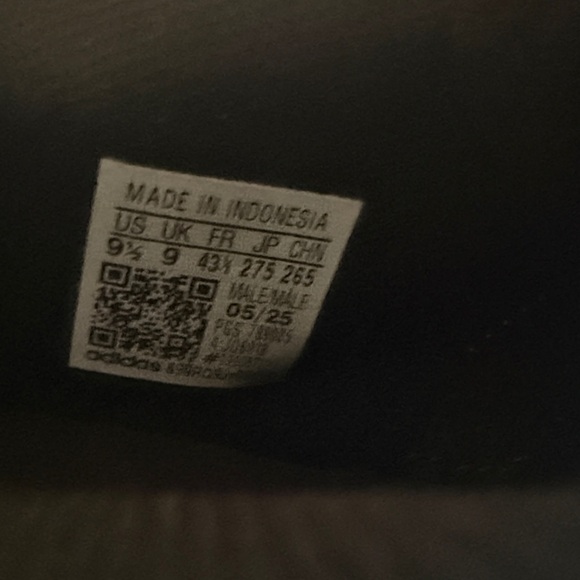 MADE IN INDONESIA
US UK FR JP CHN
9½ 9 43⅓ 275 265
MALE/MALE
05/25
adidas